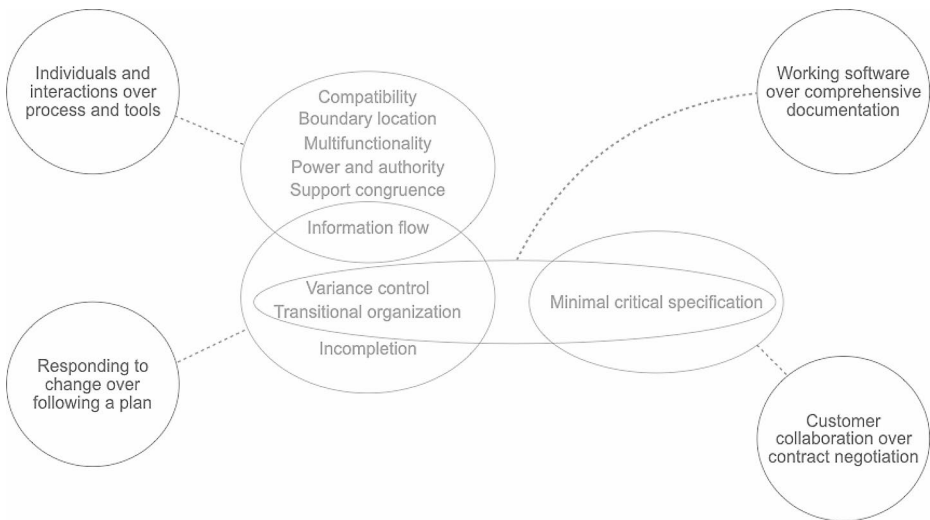 Individuals and
interactions over
process and tools
Compatibility
Boundary location
Multifunctionality
Power and authority
Support congruence
Information flow
Working software
over comprehensive
documentation
Variance control
Transitional organization
Incompletion
Minimal critical specification
Responding to
change over
following a plan
Customer
collaboration over
contract negotiation